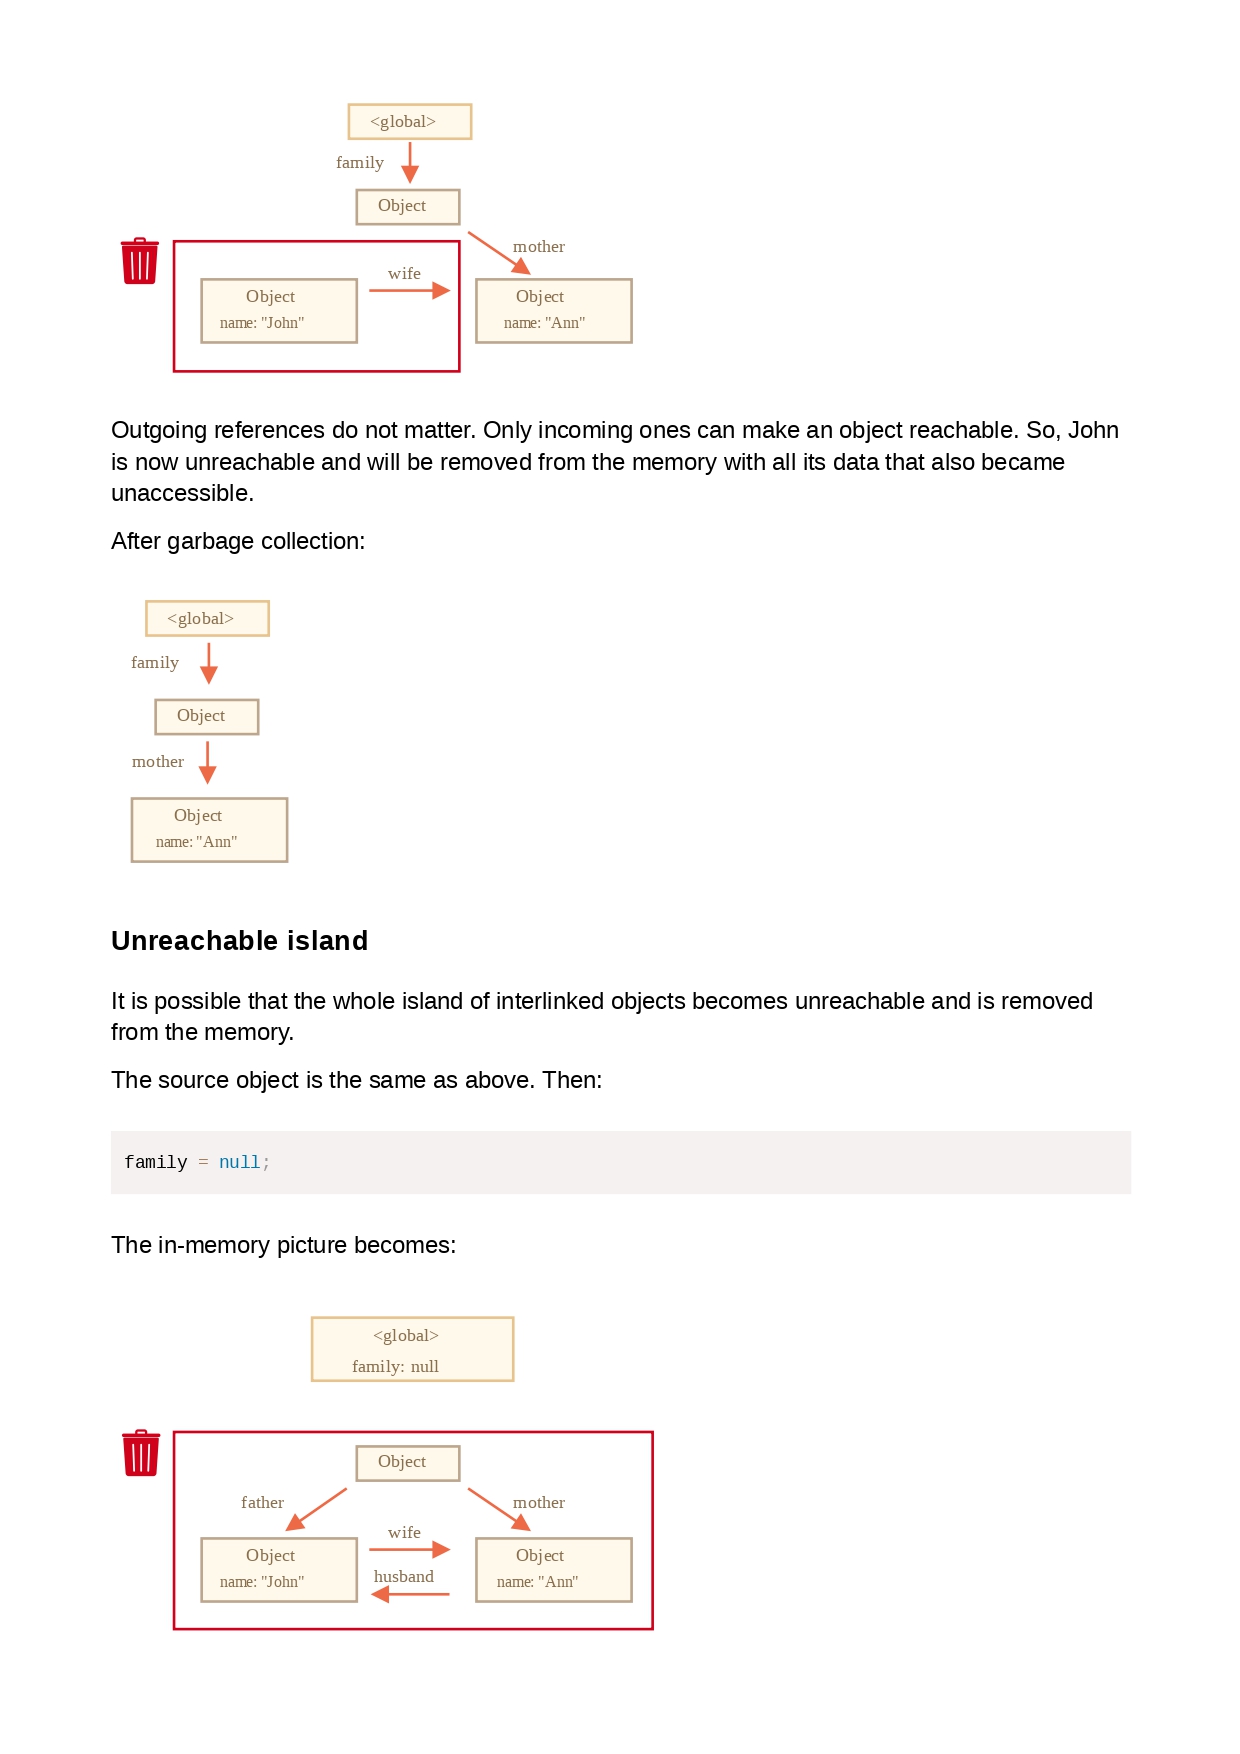 <global>
family
Object
mother
wife
Object
name: "John"
Object
name: "Ann"
Outgoing references do not matter. Only incoming ones can make an object reachable. So, John
is now unreachable and will be removed from the memory with all its data that also became
unaccessible.
After garbage collection:
<global>
family
Object
mother
Object
name: "Ann"
Unreachable island
It is possible that the whole island of interlinked objects becomes unreachable and is removed
from the memory.
The source object is the same as above. Then:
family = null;
The in-memory picture becomes:
<global>
family: null
Object
father
mother
wife
Object
name: "John"
husband
Object
name: "Ann"